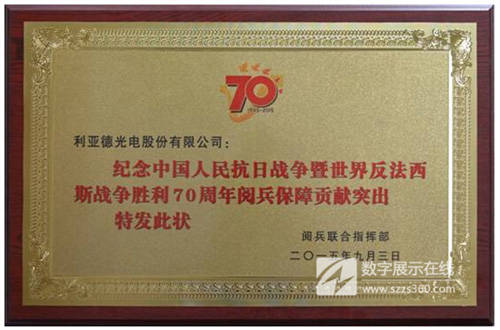 70
1945-2015
利亚德光电股份有限公司：
纪念中国人民抗日战争暨世界反法西
斯战争胜利70周年阅兵保障贡献突出
特发此状
阅兵联合指挥部
二〇一五年九月三日
数字展示在线
www.szzs360.com